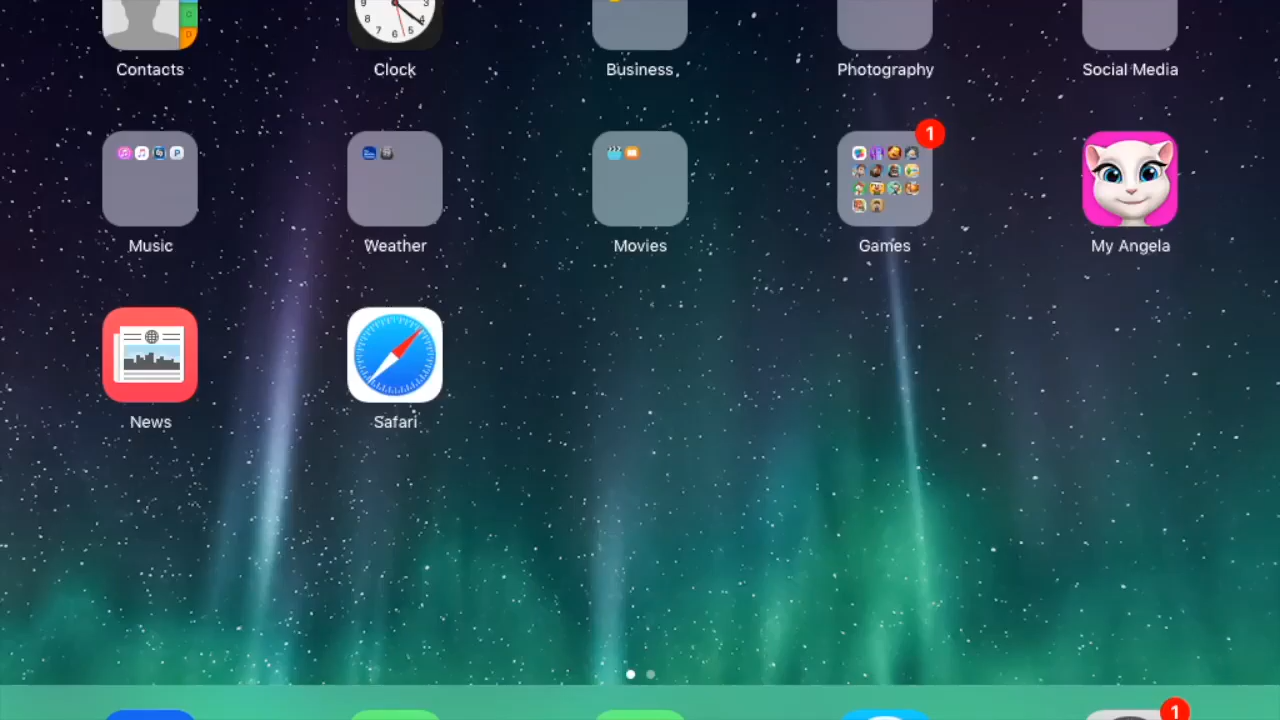 Contacts
Clock
Business
Photography
Social Media
Music
Weather
Movies
1
Games
My Angela
News
Safari
1